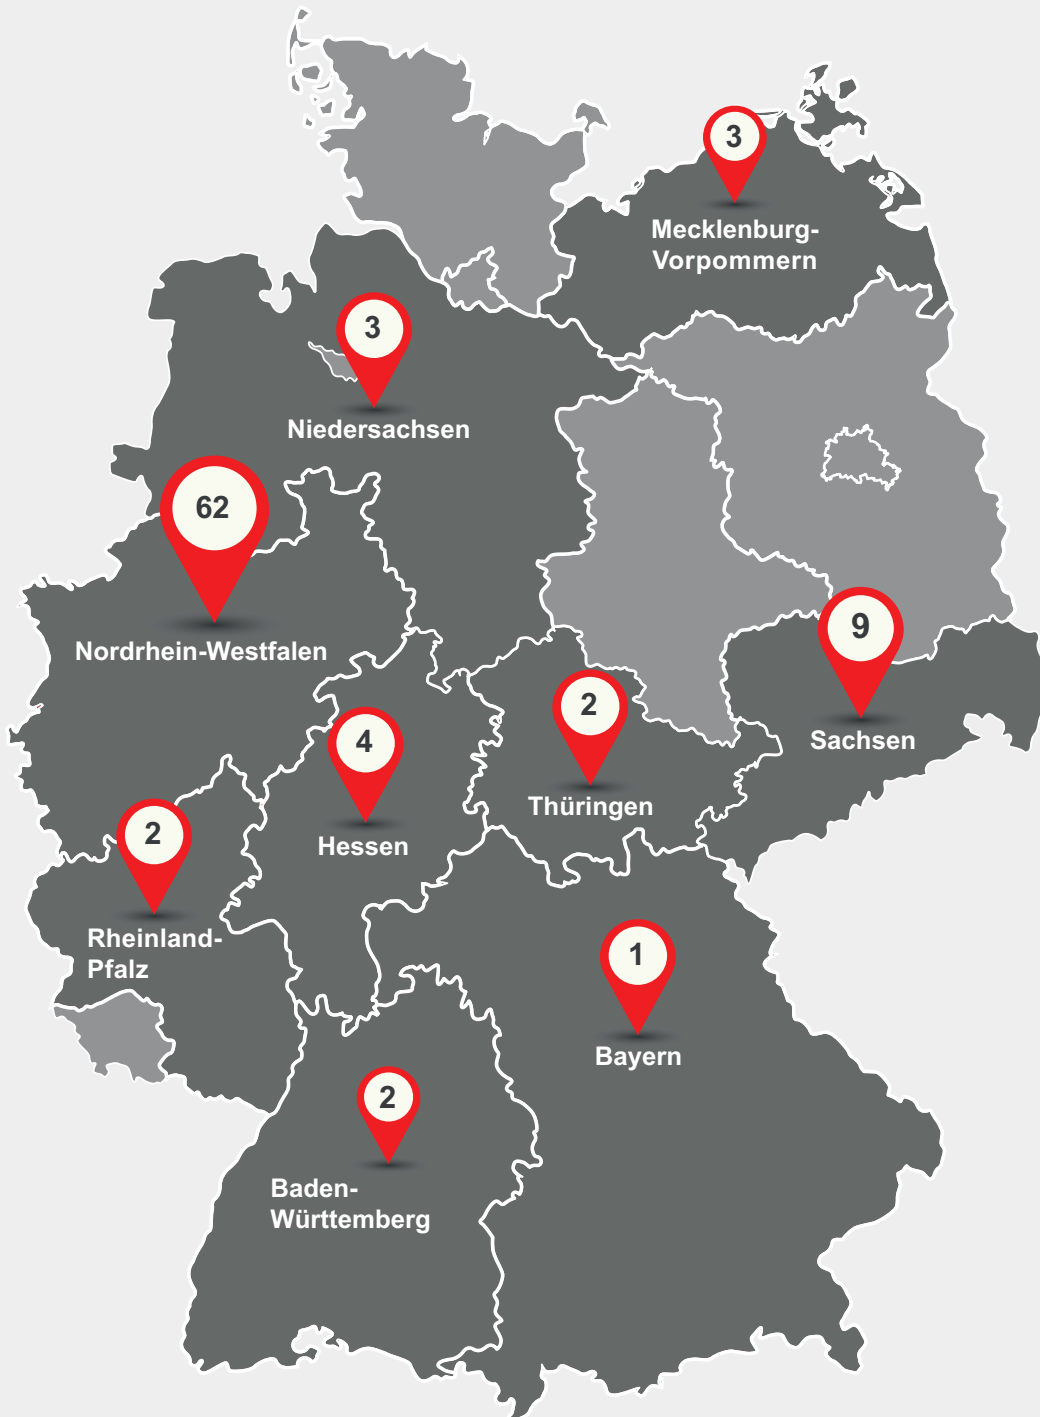 3
Mecklenburg-
Vorpommern
3
Niedersachsen
62
Nordrhein-Westfalen
9
Sachsen
2
Thüringen
4
Hessen
2
Rheinland-
Pfalz
1
Bayern
2
Baden-
Württemberg